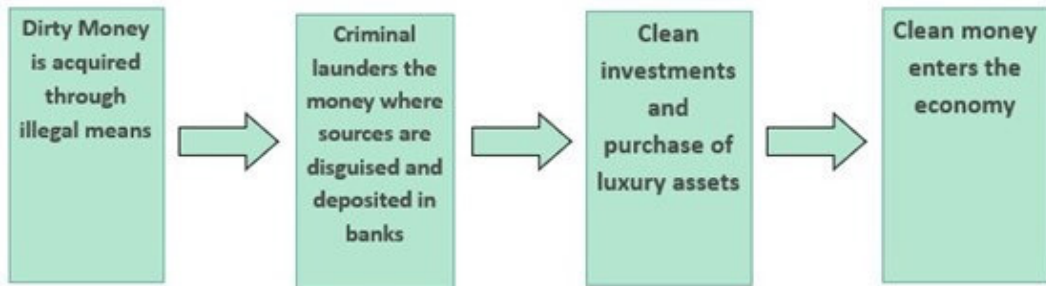 Dirty Money
is acquired
through
illegal means
Criminal
launders the
money where
sources are
disguised and
deposited in
banks
Clean
investments
and
purchase of
luxury assets
Clean money
enters the
economy